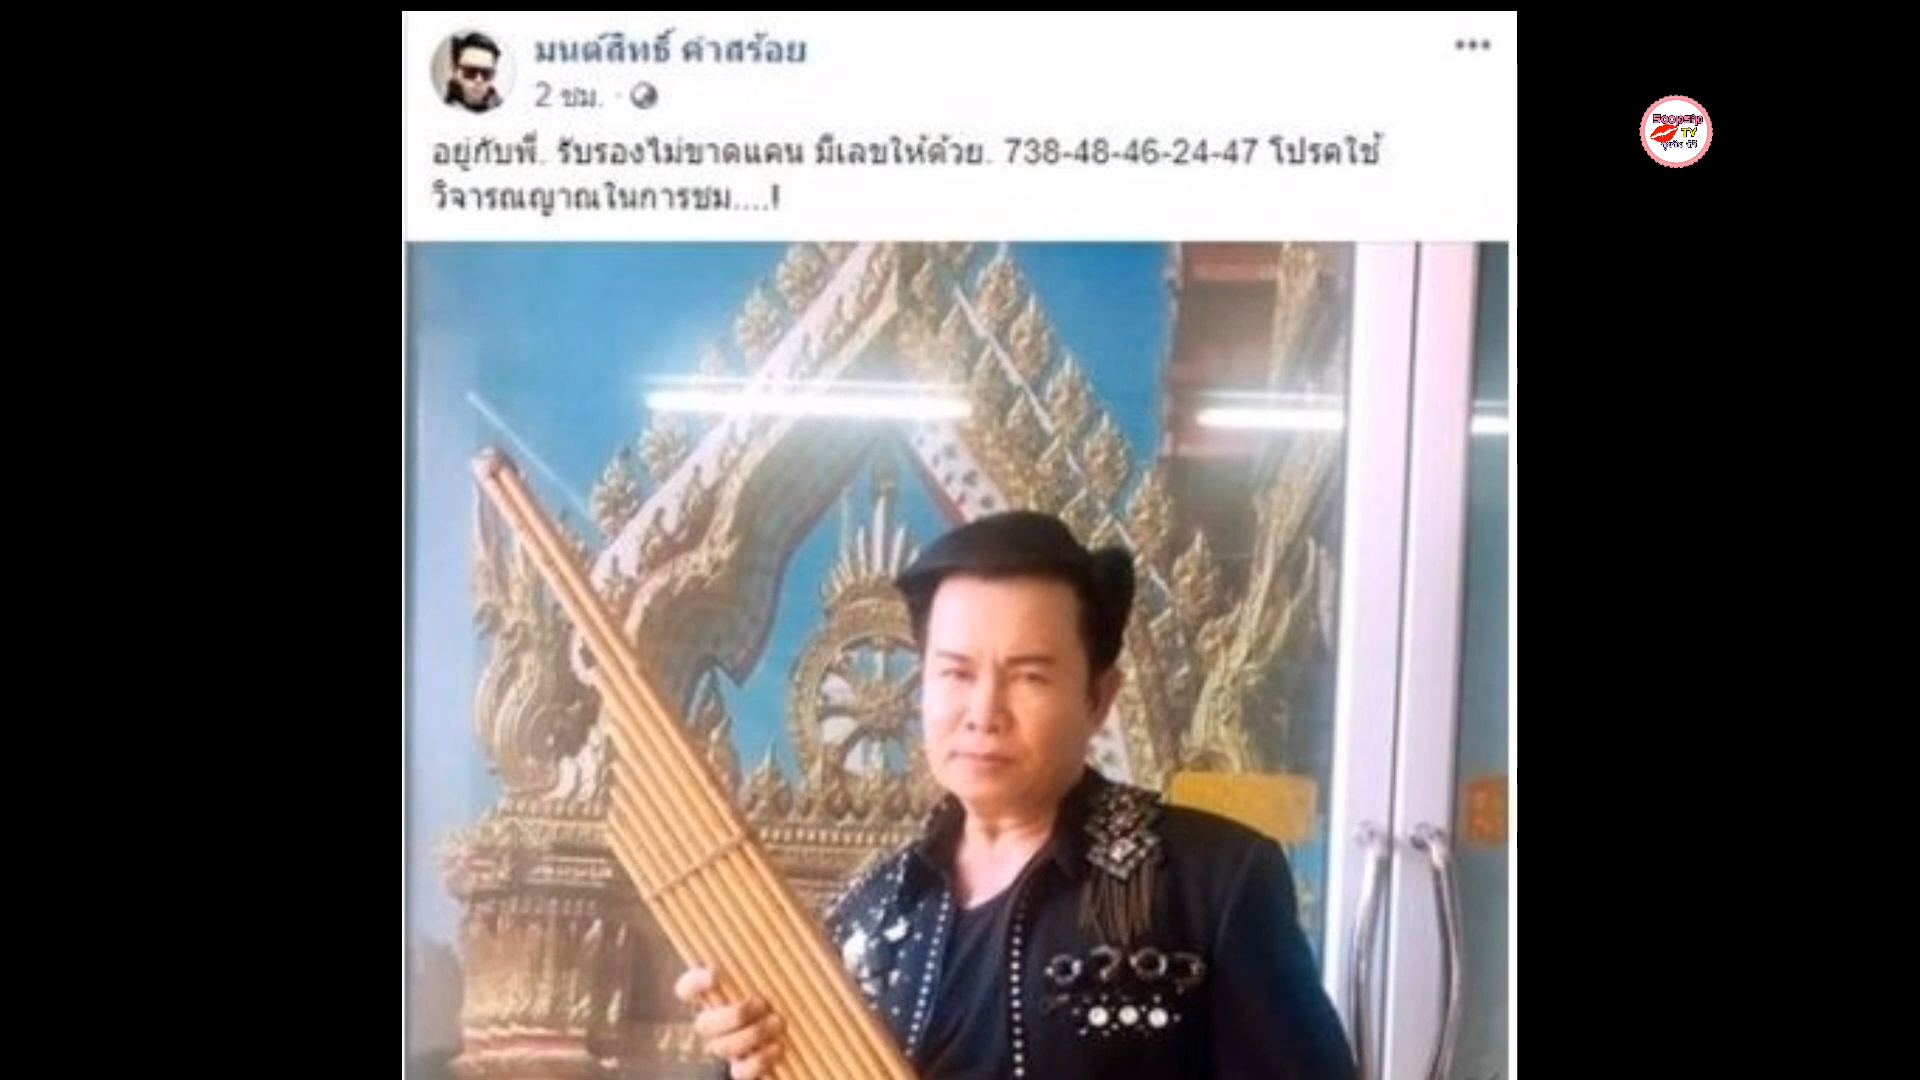 มนต์สิทธิ์ คำสร้อย
2 ชม.
อยู่กับพี่. รับรองไม่ขาดแคน มีเลขให้ด้วย. 738-48-46-24-47 โปรดใช้
วิจารณญาณในการชม....!
SoopSip
TV